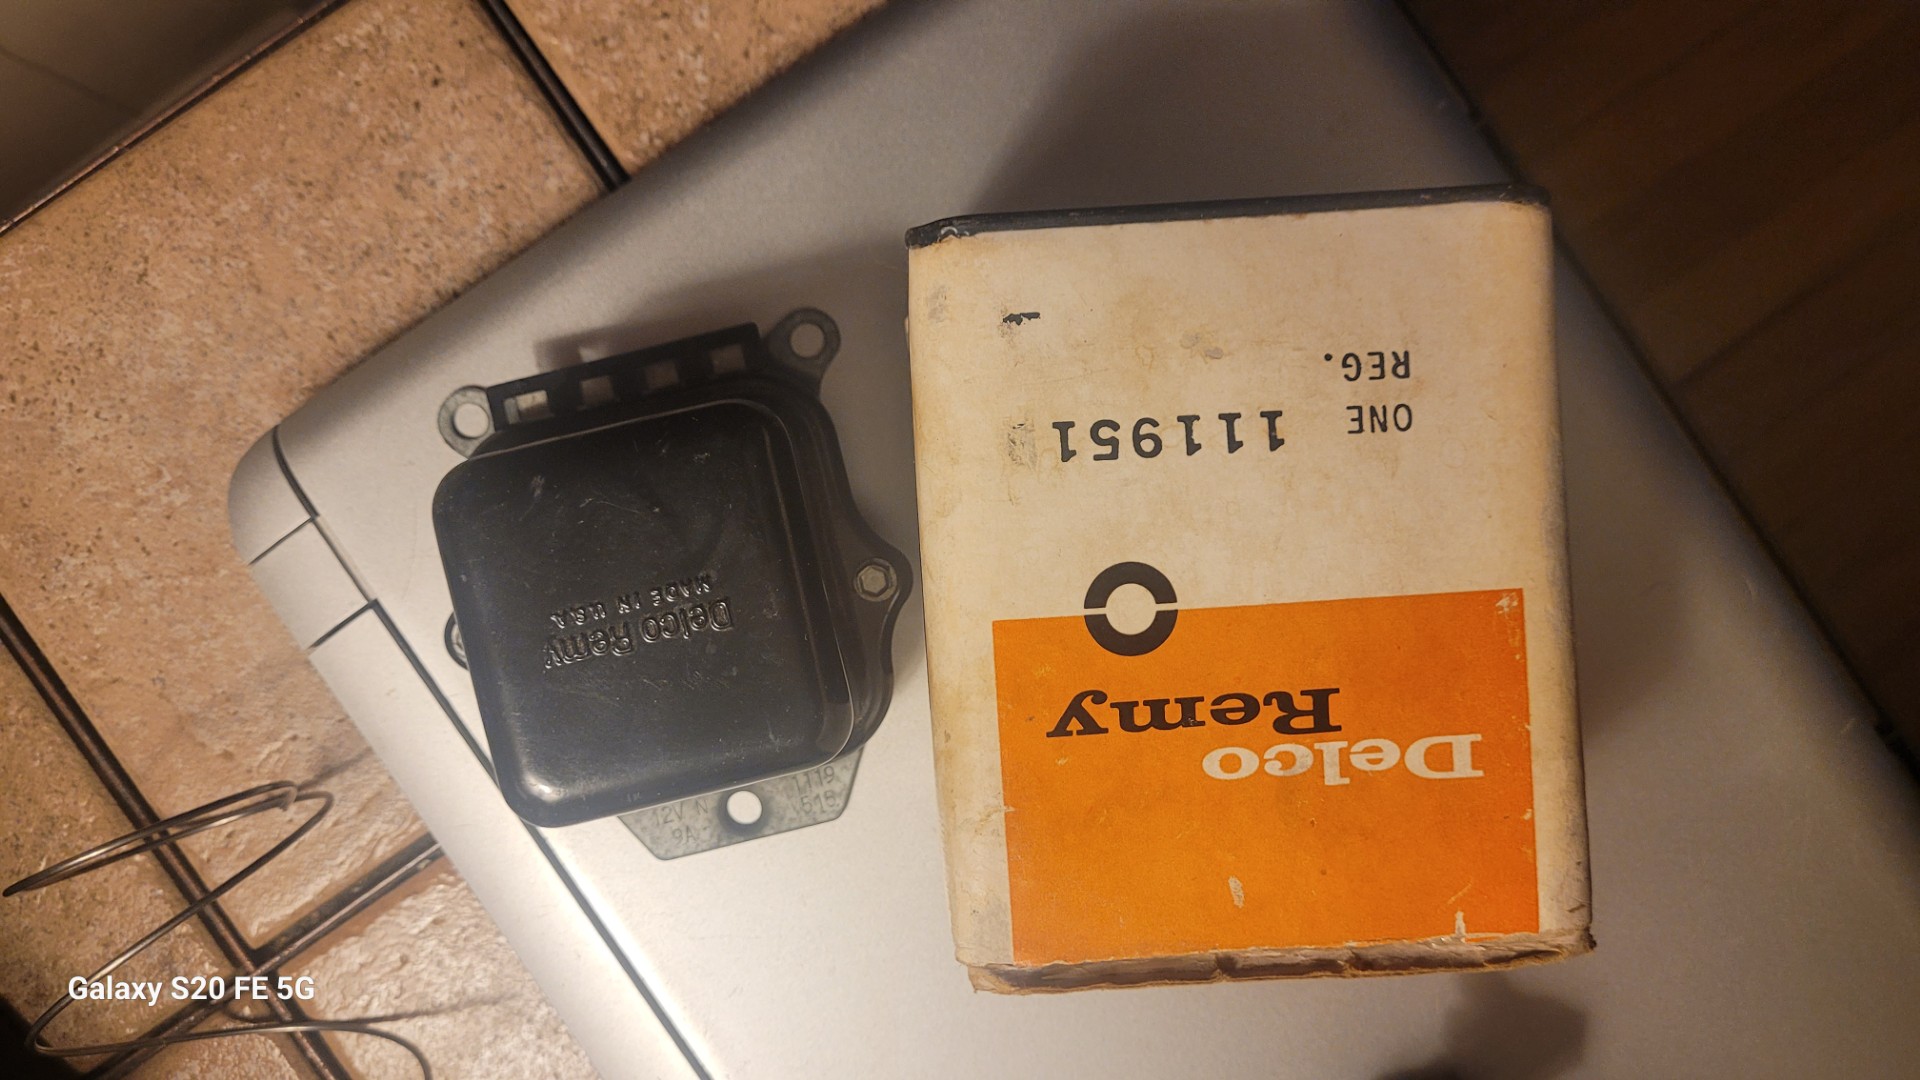 Delco
Remy
ONE 111951
REG.
Delco Remy
MADE IN U.S.A.
12V N
9A
1119
515
Galaxy S20 FE 5G